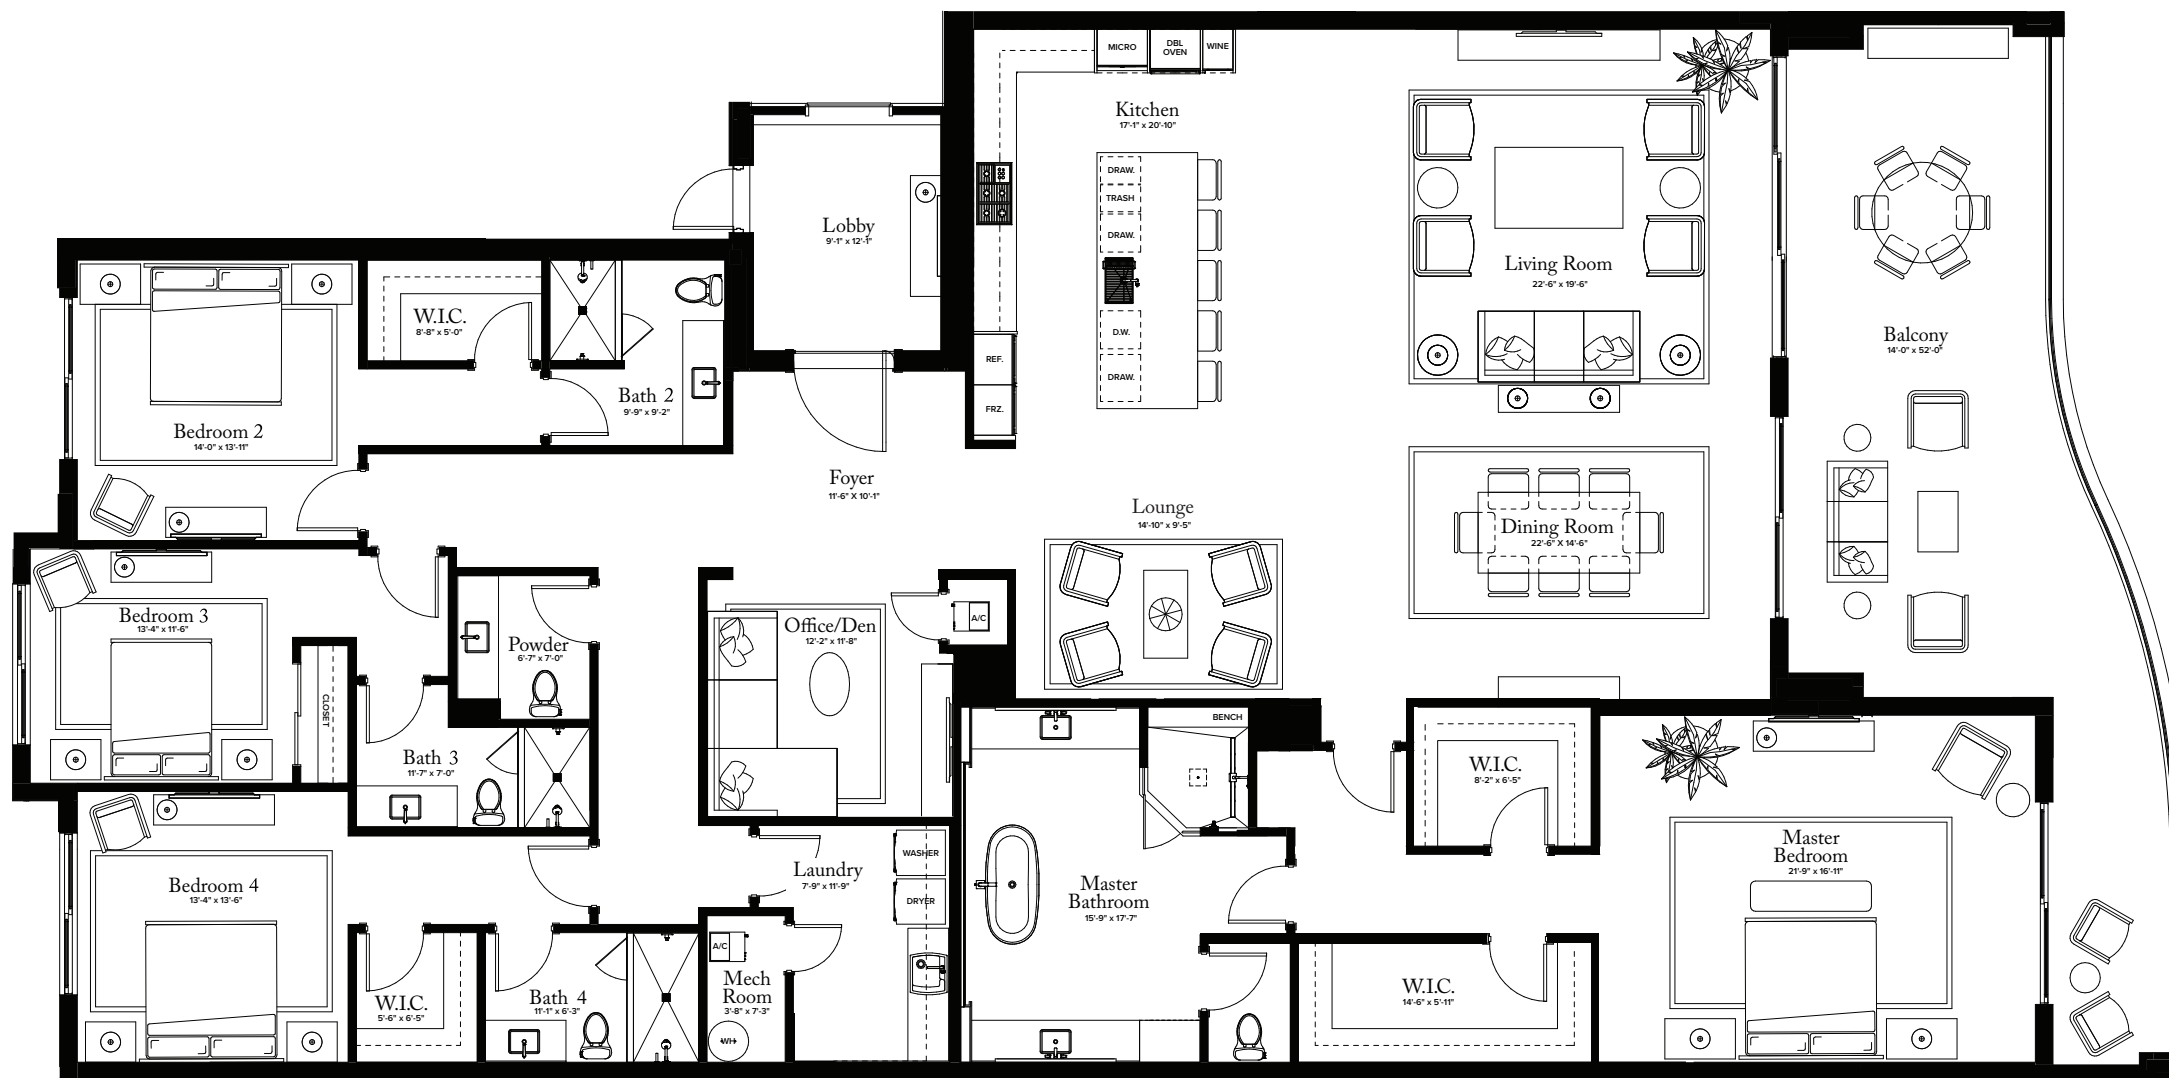 MICRO
DBL
OVEN
WINE
Kitchen
17'-1" x 20'-10"
DRAW.
TRASH
DRAW.
D.W.
DRAW.
REF.
FRZ.
Lobby
9'-1" x 12'-1"
Living Room
22'-6" x 19'-6"
Balcony
14'-0" x 52'-0"
W.I.C.
8'-8" x 5'-0"
Bath 2
9'-9" x 9'-2"
Bedroom 2
14'-0" x 13'-11"
Foyer
11'-6" X 10'-1"
Lounge
14'-10" x 9'-5"
Dining Room
22'-6" X 14'-6"
Bedroom 3
13'-4" x 11'-6"
CLOSET
Powder
6'-7" x 7'-0"
Office/Den
12'-2" x 11'-8"
A/C
Bath 3
11'-7" x 7'-0"
BENCH
W.I.C.
8'-2" x 6'-5"
Master
Bedroom
21'-9" x 16'-11"
Bedroom 4
13'-4" x 13'-6"
Laundry
7'-9" x 11'-9"
WASHER
DRYER
Master
Bathroom
15'-9" x 17'-7"
A/C
Mech
Room
3'-8" x 7'-3"
WH
W.I.C.
5'-6" x 6'-5"
Bath 4
11'-1" x 6'-3"
W.I.C.
14'-6" x 5'-11"